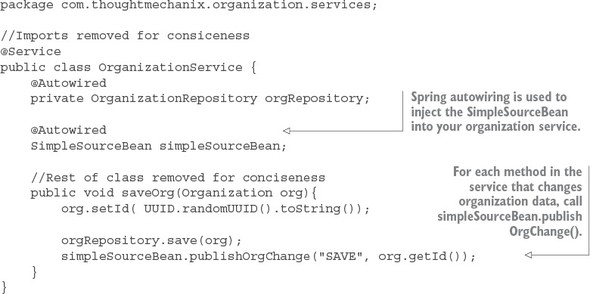 package com.thoughtmechanix.organization.services;
//Imports removed for consiceness
@Service
public class OrganizationService {
    @Autowired
    private OrganizationRepository orgRepository;
    @Autowired
    SimpleSourceBean simpleSourceBean;
Spring autowiring is used to
inject the SimpleSourceBean
into your organization service.
    //Rest of class removed for conciseness
    public void saveOrg(Organization org){
        org.setId( UUID.randomUUID().toString());
        orgRepository.save(org);
        simpleSourceBean.publishOrgChange("SAVE", org.getId());
    }
}
For each method in the
service that changes
organization data, call
simpleSourceBean.publish
OrgChange().